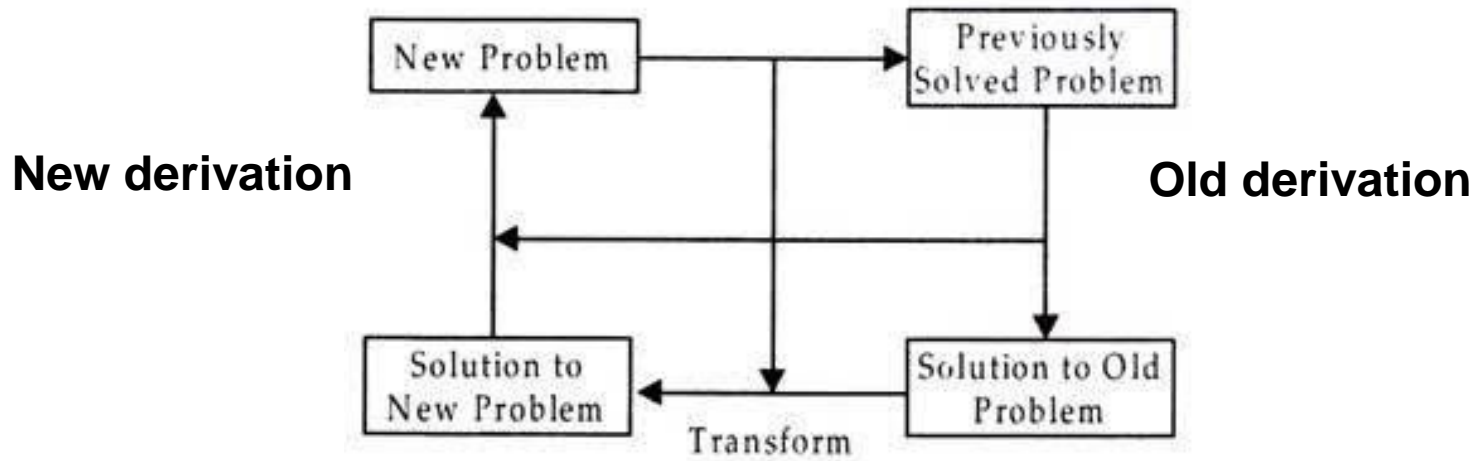 New Problem
Previously
Solved Problem
New derivation
Old derivation
Solution to
New Problem
Solution to Old
Problem
Transform